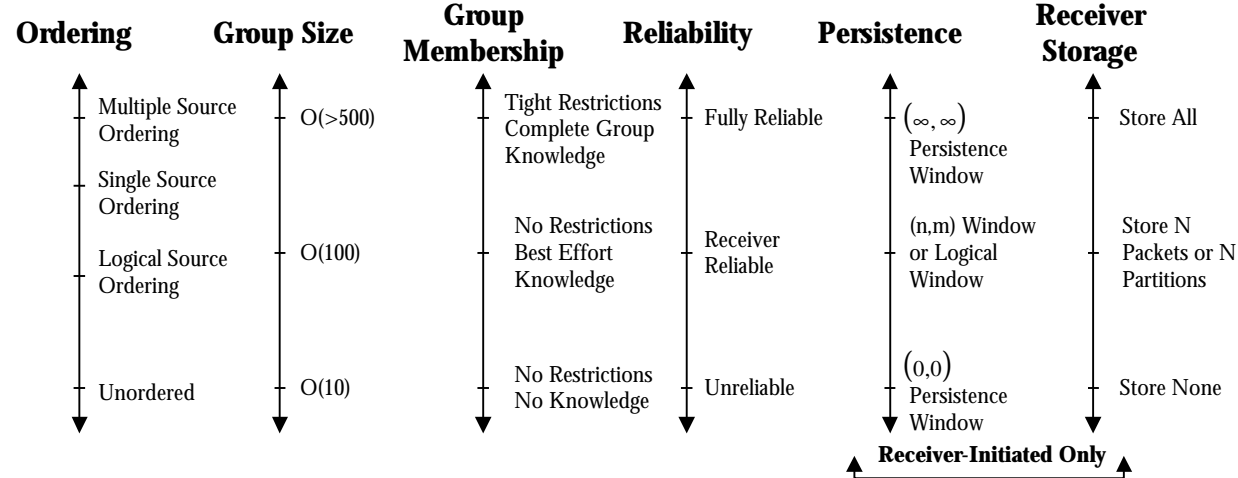 Ordering
Group Size
Group
Membership
Reliability
Persistence
Receiver
Storage
Multiple Source
Ordering
Single Source
Ordering
Logical Source
Ordering
Unordered
O(>500)
O(100)
O(10)
Tight Restrictions
Complete Group
Knowledge
No Restrictions
Best Effort
Knowledge
No Restrictions
No Knowledge
Fully Reliable
Receiver
Reliable
Unreliable
(∞,∞)
Persistence
Window
(n,m) Window
or Logical
Window
(0,0)
Persistence
Window
Store All
Store N
Packets or N
Partitions
Store None
Receiver-Initiated Only